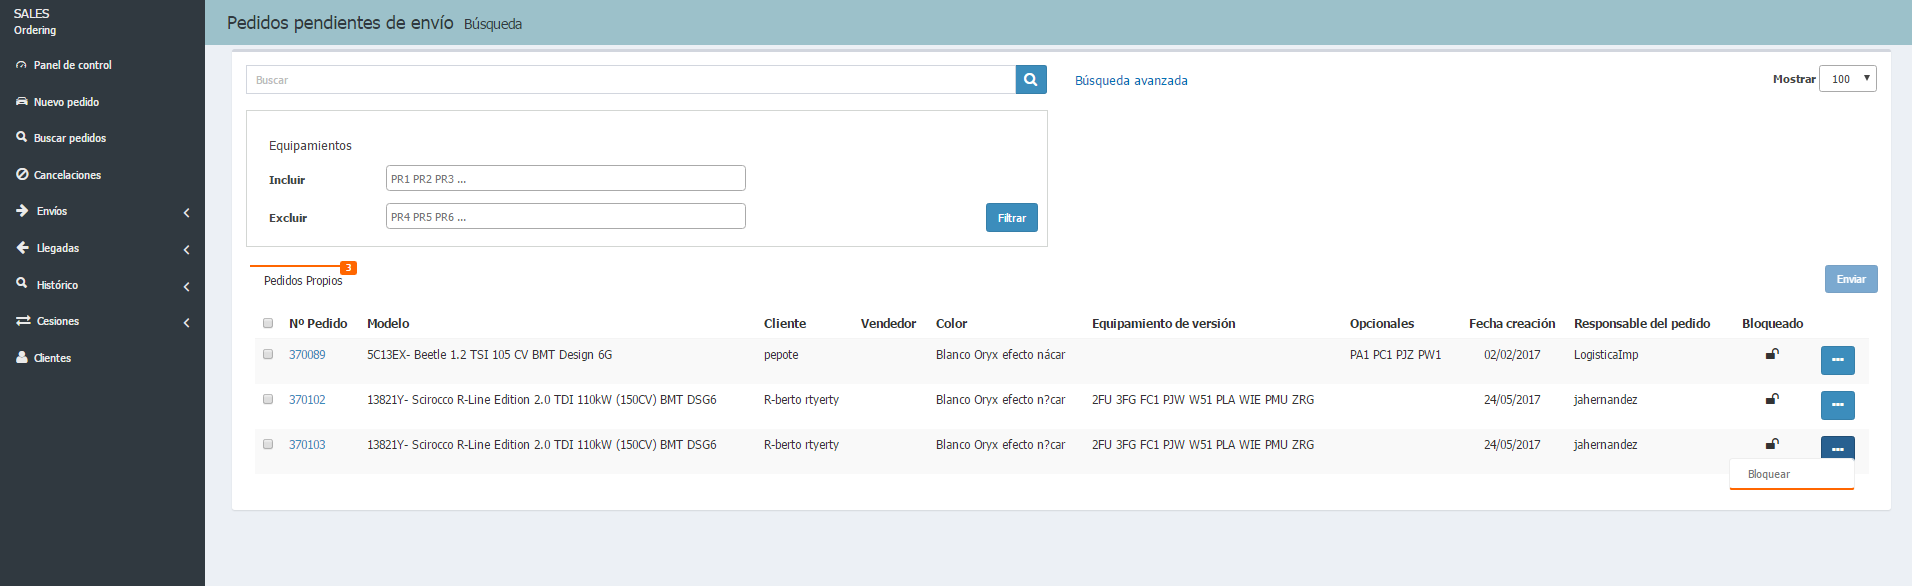 SALES
Ordering
Panel de control
Nuevo pedido
Buscar pedidos
Cancelaciones
Envíos
Llegadas
Histórico
Cesiones
Clientes
Pedidos pendientes de envío Búsqueda
Buscar
Búsqueda avanzada
Mostrar 100
Equipamientos
Incluir PR1 PR2 PR3 ...
Excluir PR4 PR5 PR6 ...
Filtrar
Pedidos Propios 3
Enviar
Nº Pedido Modelo Cliente Vendedor Color Equipamiento de versión Opcionales Fecha creación Responsable del pedido Bloqueado
370089 5C13EX- Beetle 1.2 TSI 105 CV BMT Design 6G pepote Blanco Oryx efecto nácar PA1 PC1 PJZ PW1 02/02/2017 LogisticaImp
370102 13821Y- Scirocco R-Line Edition 2.0 TDI 110kW (150CV) BMT DSG6 R-berto rtyerty Blanco Oryx efecto n?car 2FU 3FG FC1 PJW W51 PLA WIE PMU ZRG 24/05/2017 jahernandez
370103 13821Y- Scirocco R-Line Edition 2.0 TDI 110kW (150CV) BMT DSG6 R-berto rtyerty Blanco Oryx efecto n?car 2FU 3FG FC1 PJW W51 PLA WIE PMU ZRG 24/05/2017 jahernandez
Bloquear